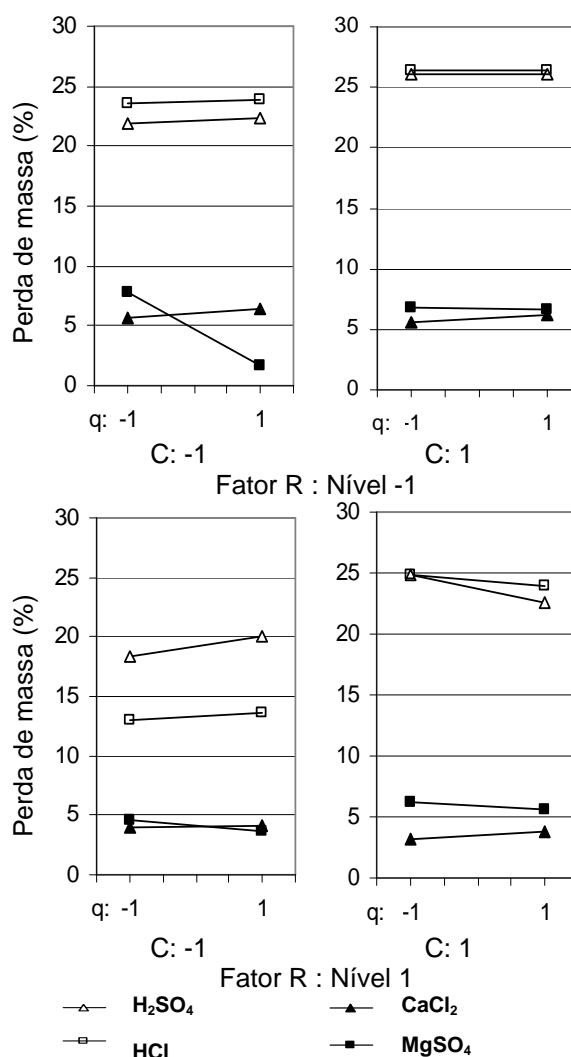 Perda de massa (%)
30 30
25 25
20 20
15 15
10 10
5 5
0 0
q: -1 1 q: -1 1
C: -1 C: 1
Fator R : Nível -1
Perda de massa (%)
30 30
25 25
20 20
15 15
10 10
5 5
0 0
q: -1 1 q: -1 1
C: -1 C: 1
Fator R : Nível 1
H₂SO₄ CaCl₂
HCl MgSO₄